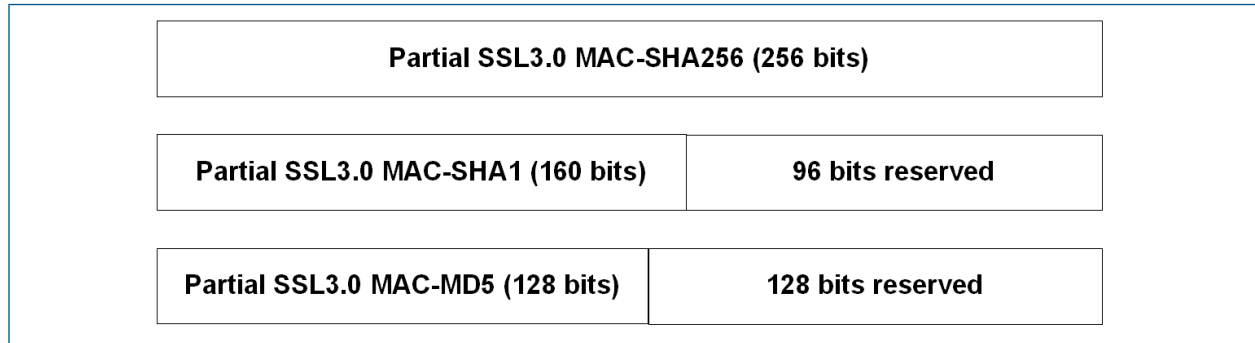 Partial SSL3.0 MAC-SHA256 (256 bits)
Partial SSL3.0 MAC-SHA1 (160 bits) 96 bits reserved
Partial SSL3.0 MAC-MD5 (128 bits) 128 bits reserved